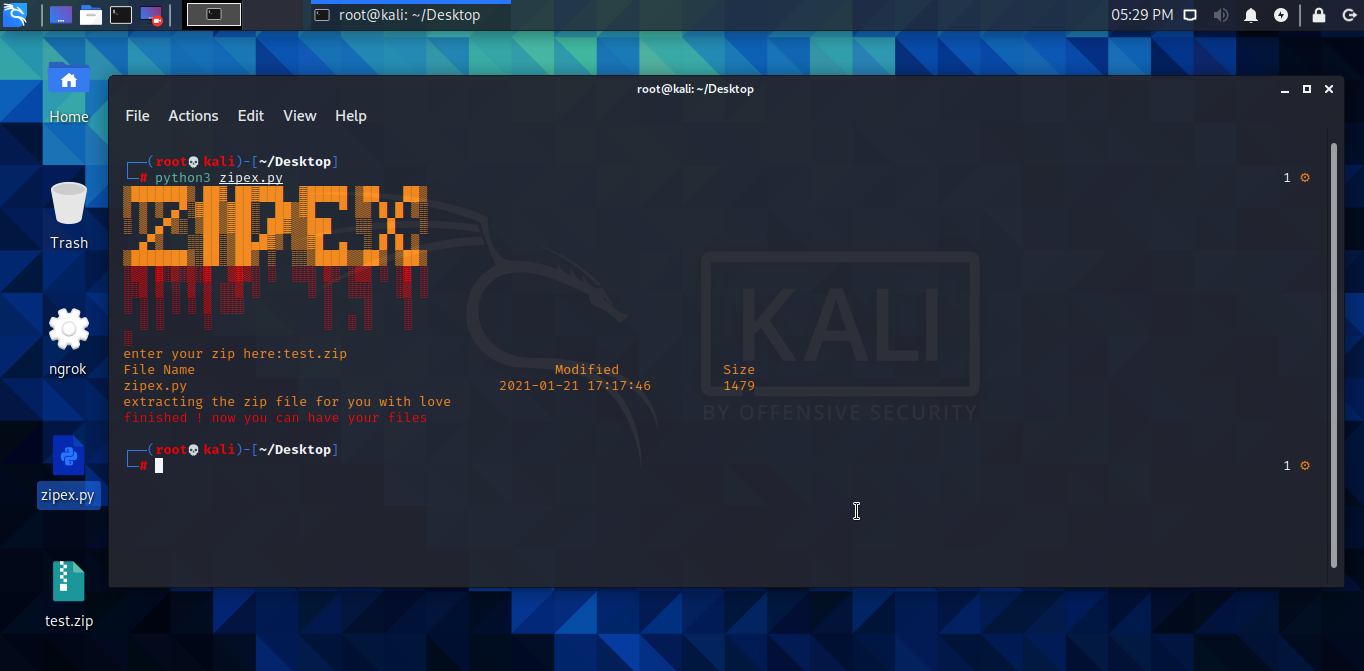 root@kali: ~/Desktop
05:29 PM
Home
Trash
ngrok
zipex.py
test.zip
root@kali: ~/Desktop
File Actions Edit View Help
┌──(root💀kali)-[~/Desktop]
└─# python3 zipex.py 1 ⚙
ZIPEX
enter your zip here:test.zip
File Name Modified Size
zipex.py 2021-01-21 17:17:46 1479
extracting the zip file for you with love
finished ! now you can have your files
┌──(root💀kali)-[~/Desktop]
└─# 1 ⚙
KALI
BY OFFENSIVE SECURITY